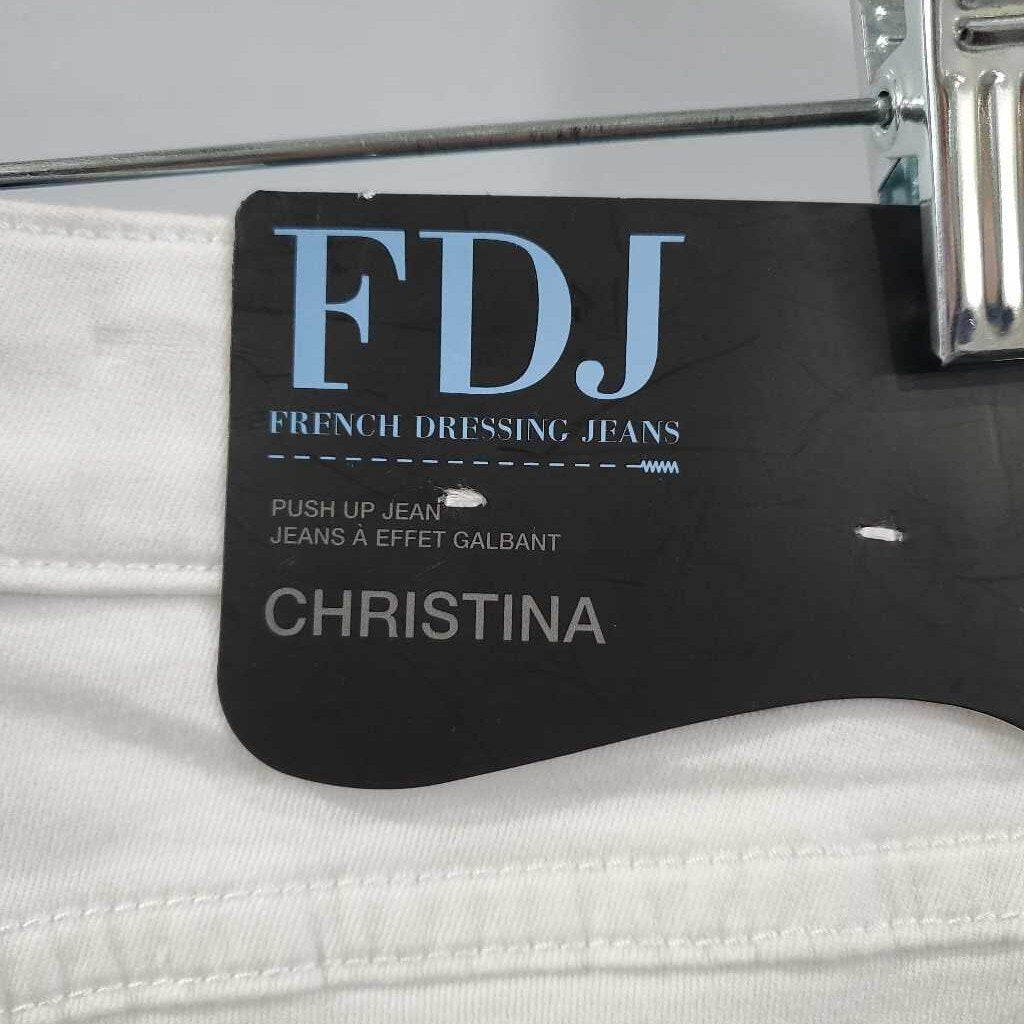 FDJ
FRENCH DRESSING JEANS
PUSH UP JEAN
JEANS À EFFET GALBANT
CHRISTINA